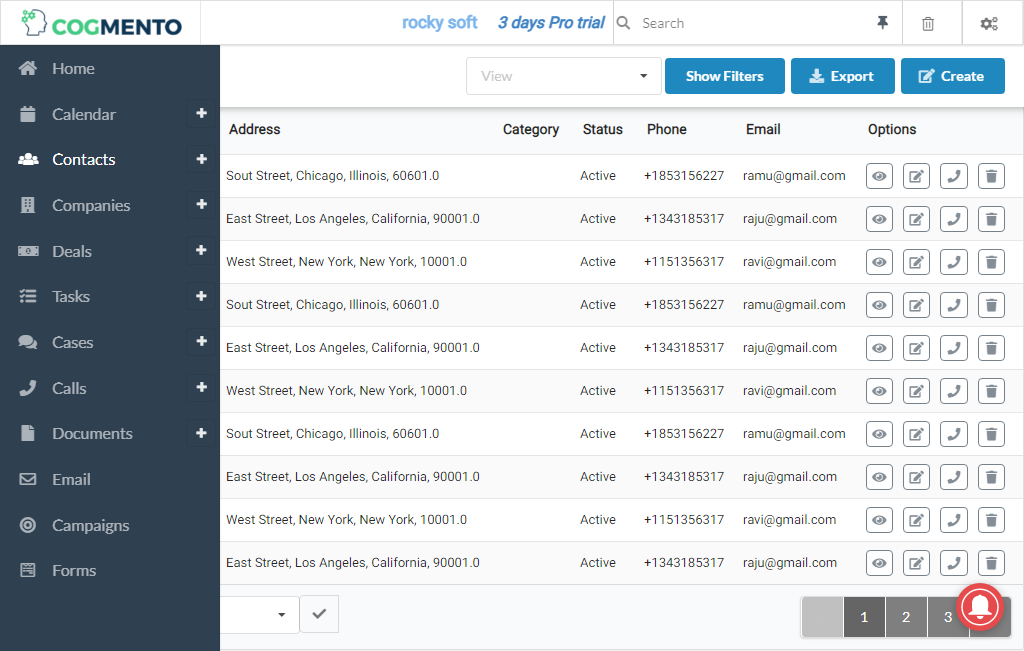 COGMENTO
rocky soft 3 days Pro trial Search
Home
Calendar
Contacts
Companies
Deals
Tasks
Cases
Calls
Documents
Email
Campaigns
Forms
View Show Filters Export Create
Address Category Status Phone Email Options
Sout Street, Chicago, Illinois, 60601.0 Active +1853156227 ramu@gmail.com
East Street, Los Angeles, California, 90001.0 Active +1343185317 raju@gmail.com
West Street, New York, New York, 10001.0 Active +1151356317 ravi@gmail.com
Sout Street, Chicago, Illinois, 60601.0 Active +1853156227 ramu@gmail.com
East Street, Los Angeles, California, 90001.0 Active +1343185317 raju@gmail.com
West Street, New York, New York, 10001.0 Active +1151356317 ravi@gmail.com
Sout Street, Chicago, Illinois, 60601.0 Active +1853156227 ramu@gmail.com
East Street, Los Angeles, California, 90001.0 Active +1343185317 raju@gmail.com
West Street, New York, New York, 10001.0 Active +1151356317 ravi@gmail.com
East Street, Los Angeles, California, 90001.0 Active +1343185317 raju@gmail.com
1 2 3